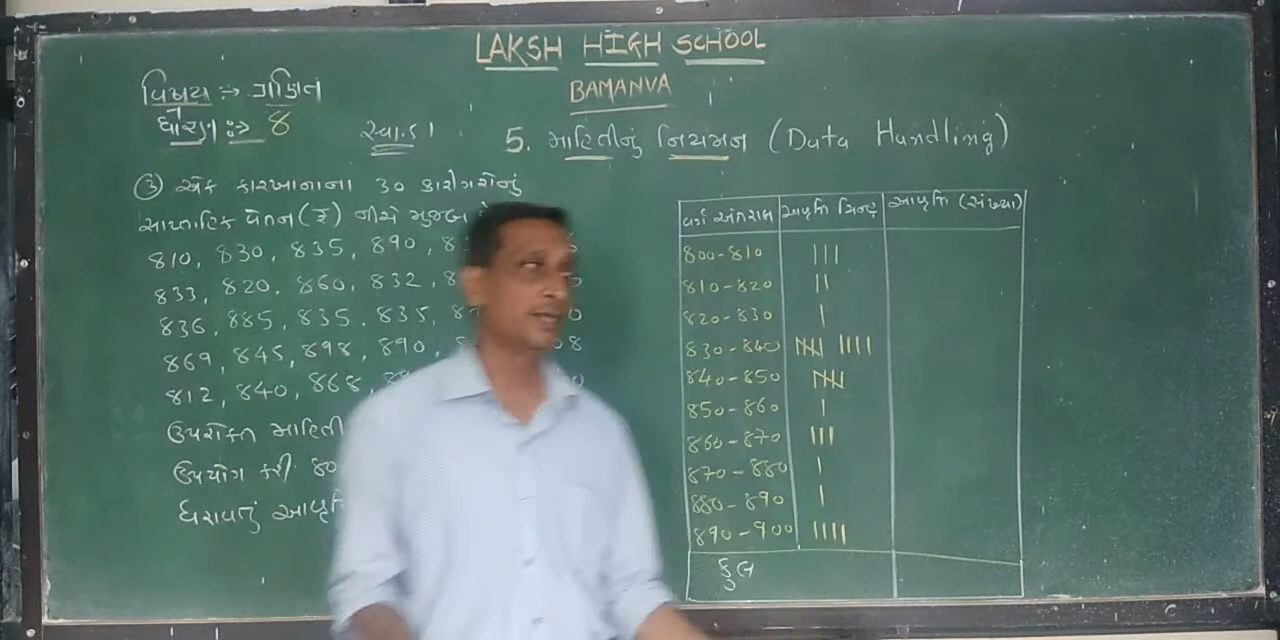 LAKSH HIGH SCHOOL
BAMANVA
વિષય :→ ગણિત
ધોરણ :→ 8
સ્વા.૬1
5. માહિતીનું નિયમન (Data Handling)
③ એક કારખાનાના 30 કારીગરોનું
સાપ્તાહિક વેતન(₹) નીચે મુજબ
810, 830, 835, 890,
833, 820, 860, 832,
836, 885, 835, 835,
869, 845, 898, 890,
812, 840, 868,
ઉપરોક્ત માહિતી
ઉપયોગ કરી
ધરાવતું
વર્ગ અંતરાલ આવૃત્તિ ચિન્હ આવૃત્તિ (સંખ્યા)
800-810 |||
810-820 ||
820-830 |
830-840 NN ||||
840-850 NN
850-860 |
860-870 |||
870-880 |
880-890 |
890-900 ||||
કુલ